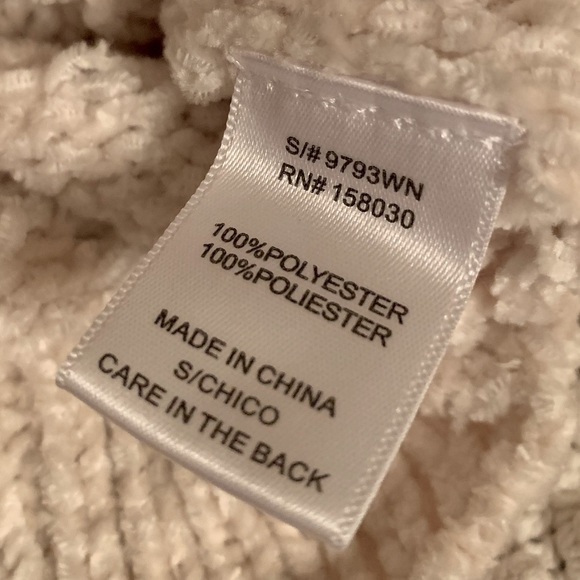 S/# 9793WN
RN# 158030
100%POLYESTER
100%POLIESTER
MADE IN CHINA
S/CHICO
CARE IN THE BACK